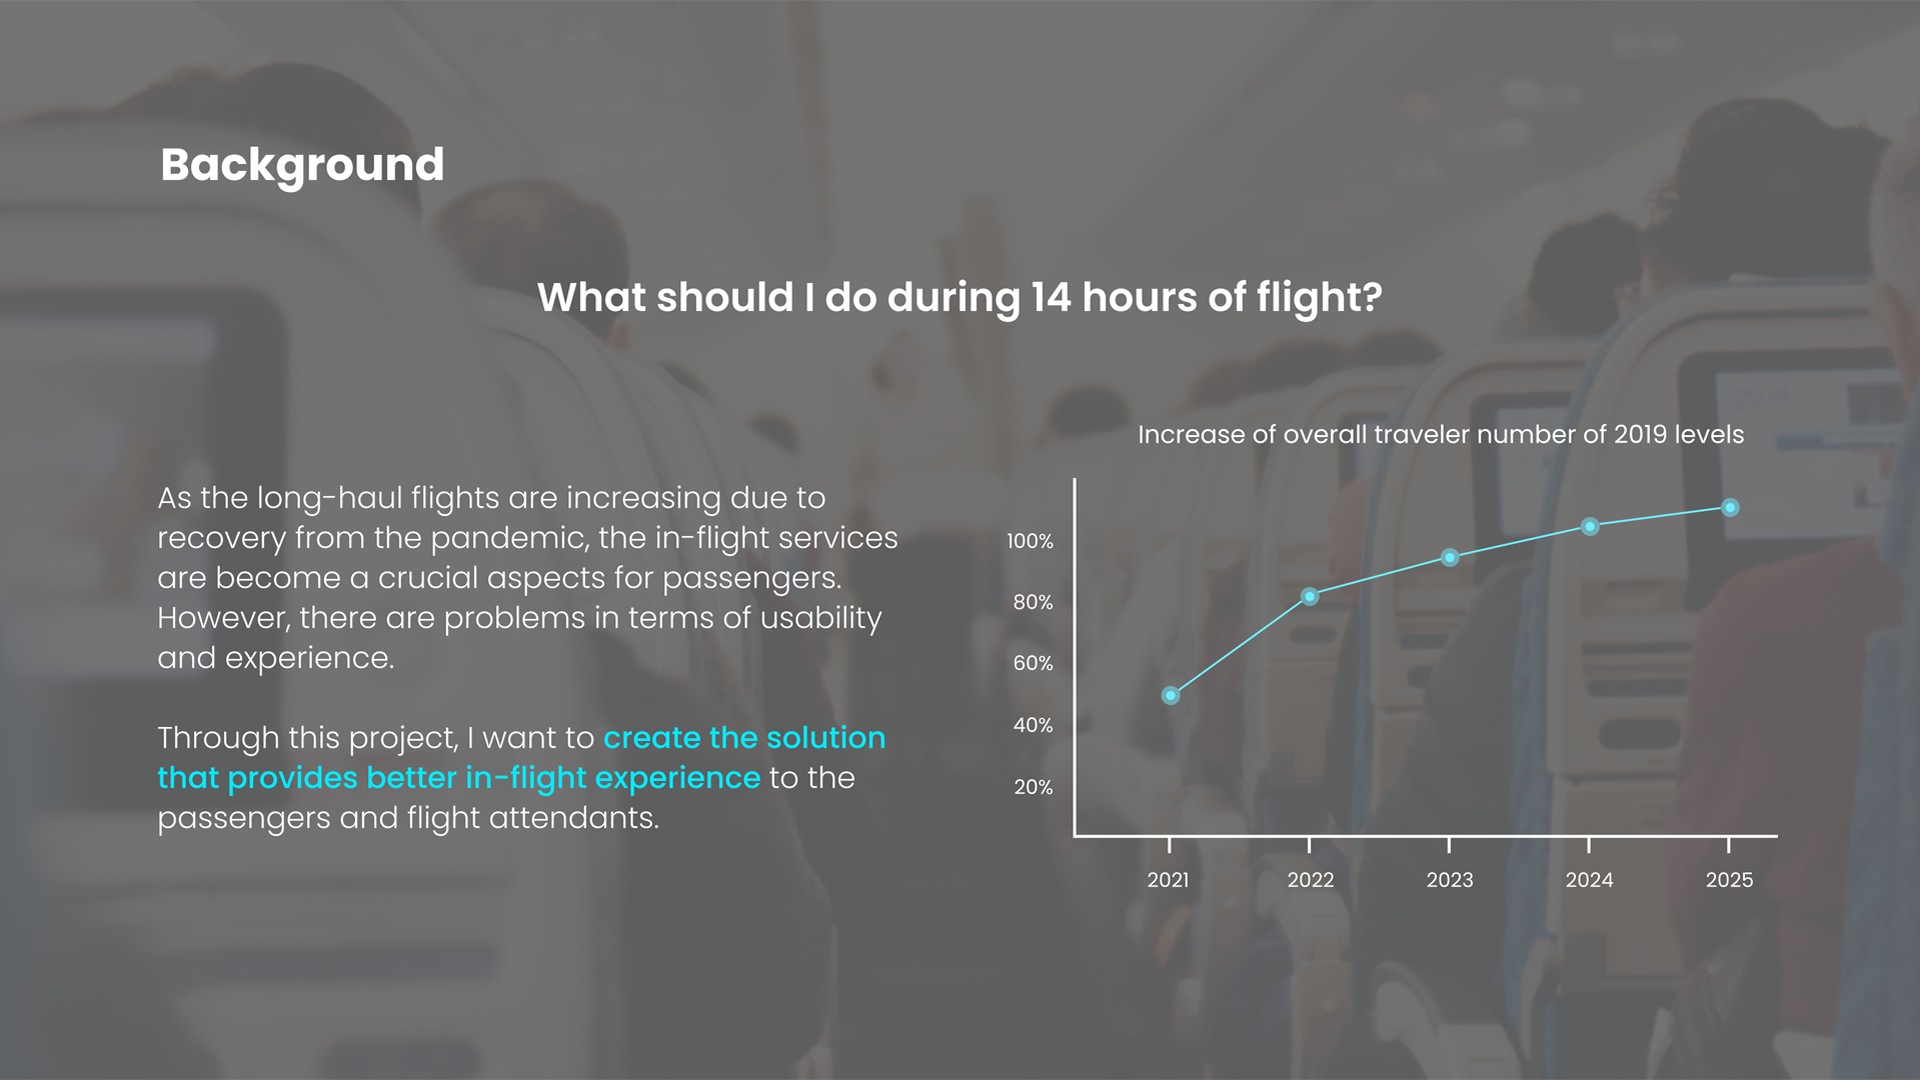 Background
What should I do during 14 hours of flight?
As the long-haul flights are increasing due to
recovery from the pandemic, the in-flight services
are become a crucial aspects for passengers.
However, there are problems in terms of usability
and experience.
Through this project, I want to create the solution
that provides better in-flight experience to the
passengers and flight attendants.
Increase of overall traveler number of 2019 levels
100%
80%
60%
40%
20%
2021 2022 2023 2024 2025